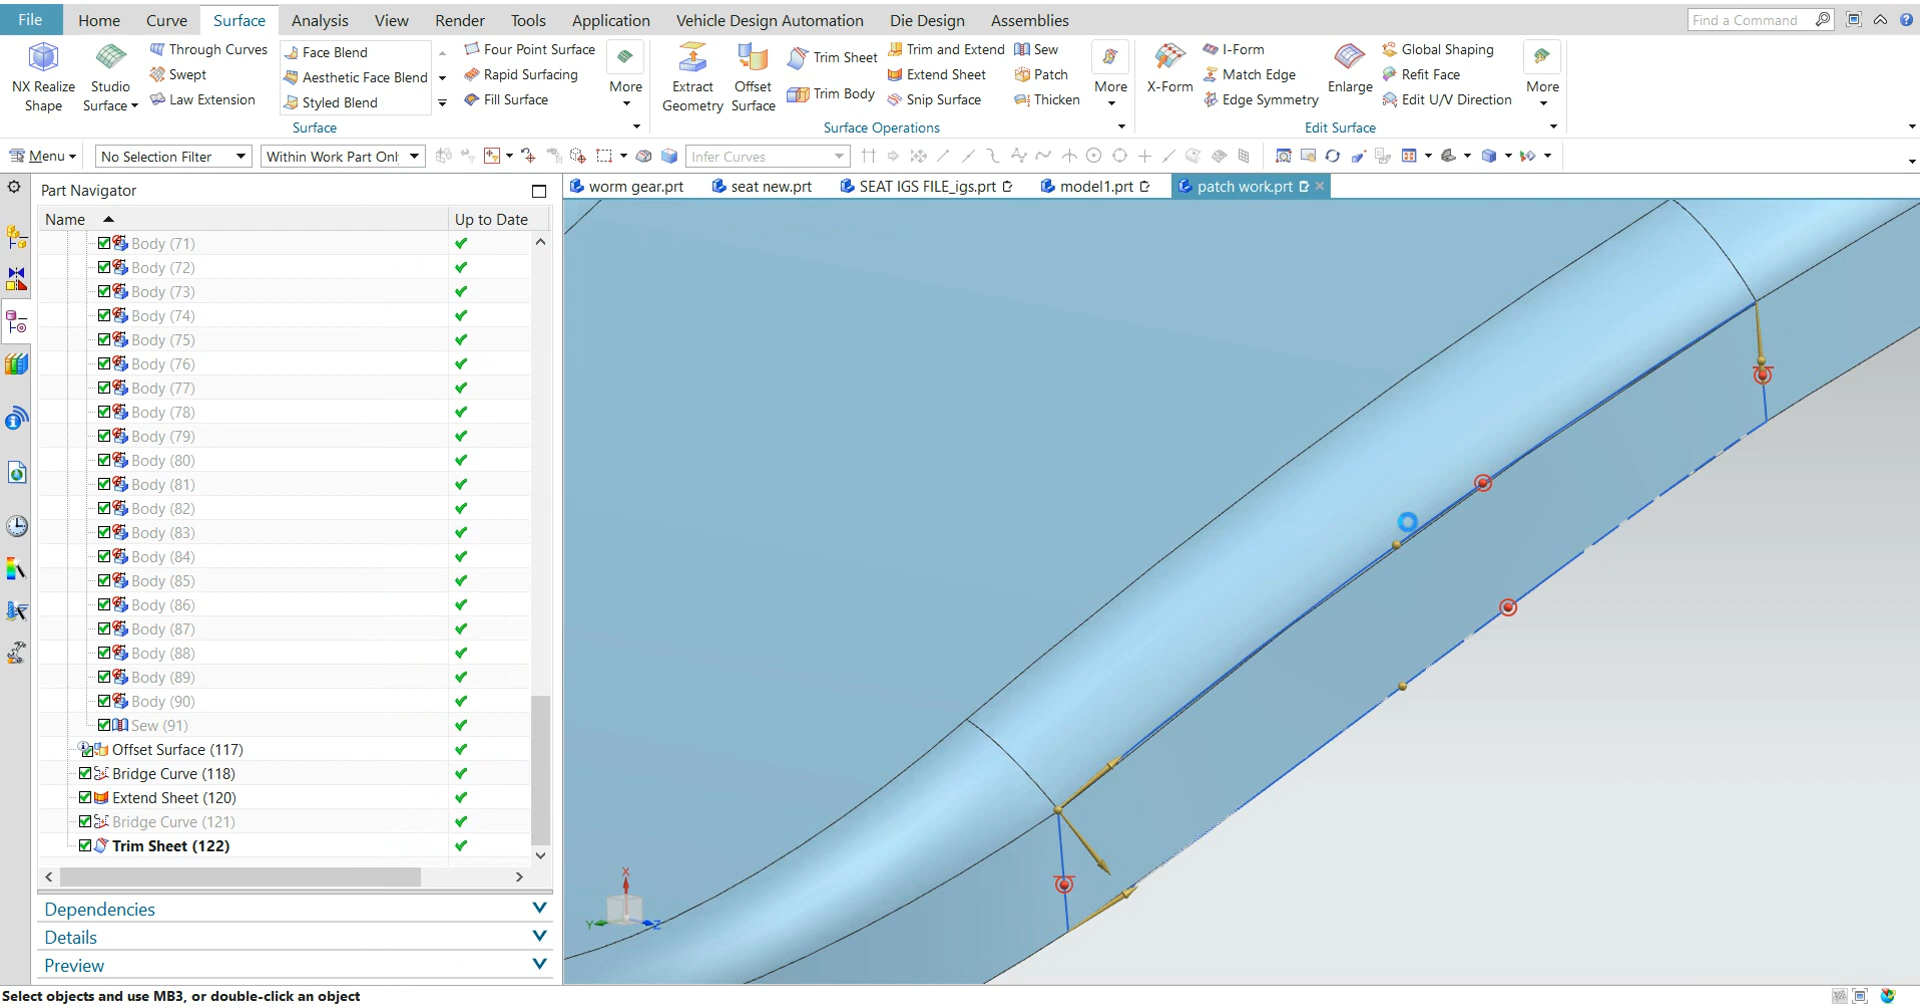 File Home Curve Surface Analysis View Render Tools Application Vehicle Design Automation Die Design Assemblies Find a Command
NX Realize Shape
Studio Surface
Through Curves
Swept
Law Extension
Face Blend
Aesthetic Face Blend
Styled Blend
Four Point Surface
Rapid Surfacing
Fill Surface
More
Surface
Extract Geometry
Offset Surface
Trim Sheet
Trim Body
Trim and Extend
Extend Sheet
Snip Surface
Sew
Patch
Thicken
More
Surface Operations
X-Form
I-Form
Match Edge
Edge Symmetry
Enlarge
Global Shaping
Refit Face
Edit U/V Direction
More
Edit Surface
Menu No Selection Filter Within Work Part Onl Infer Curves
Part Navigator
worm gear.prt seat new.prt SEAT IGS FILE_igs.prt model1.prt patch work.prt
Name Up to Date
Body (71)
Body (72)
Body (73)
Body (74)
Body (75)
Body (76)
Body (77)
Body (78)
Body (79)
Body (80)
Body (81)
Body (82)
Body (83)
Body (84)
Body (85)
Body (86)
Body (87)
Body (88)
Body (89)
Body (90)
Sew (91)
Offset Surface (117)
Bridge Curve (118)
Extend Sheet (120)
Bridge Curve (121)
Trim Sheet (122)
Dependencies
Details
Preview
X
Y
Z
Select objects and use MB3, or double-click an object